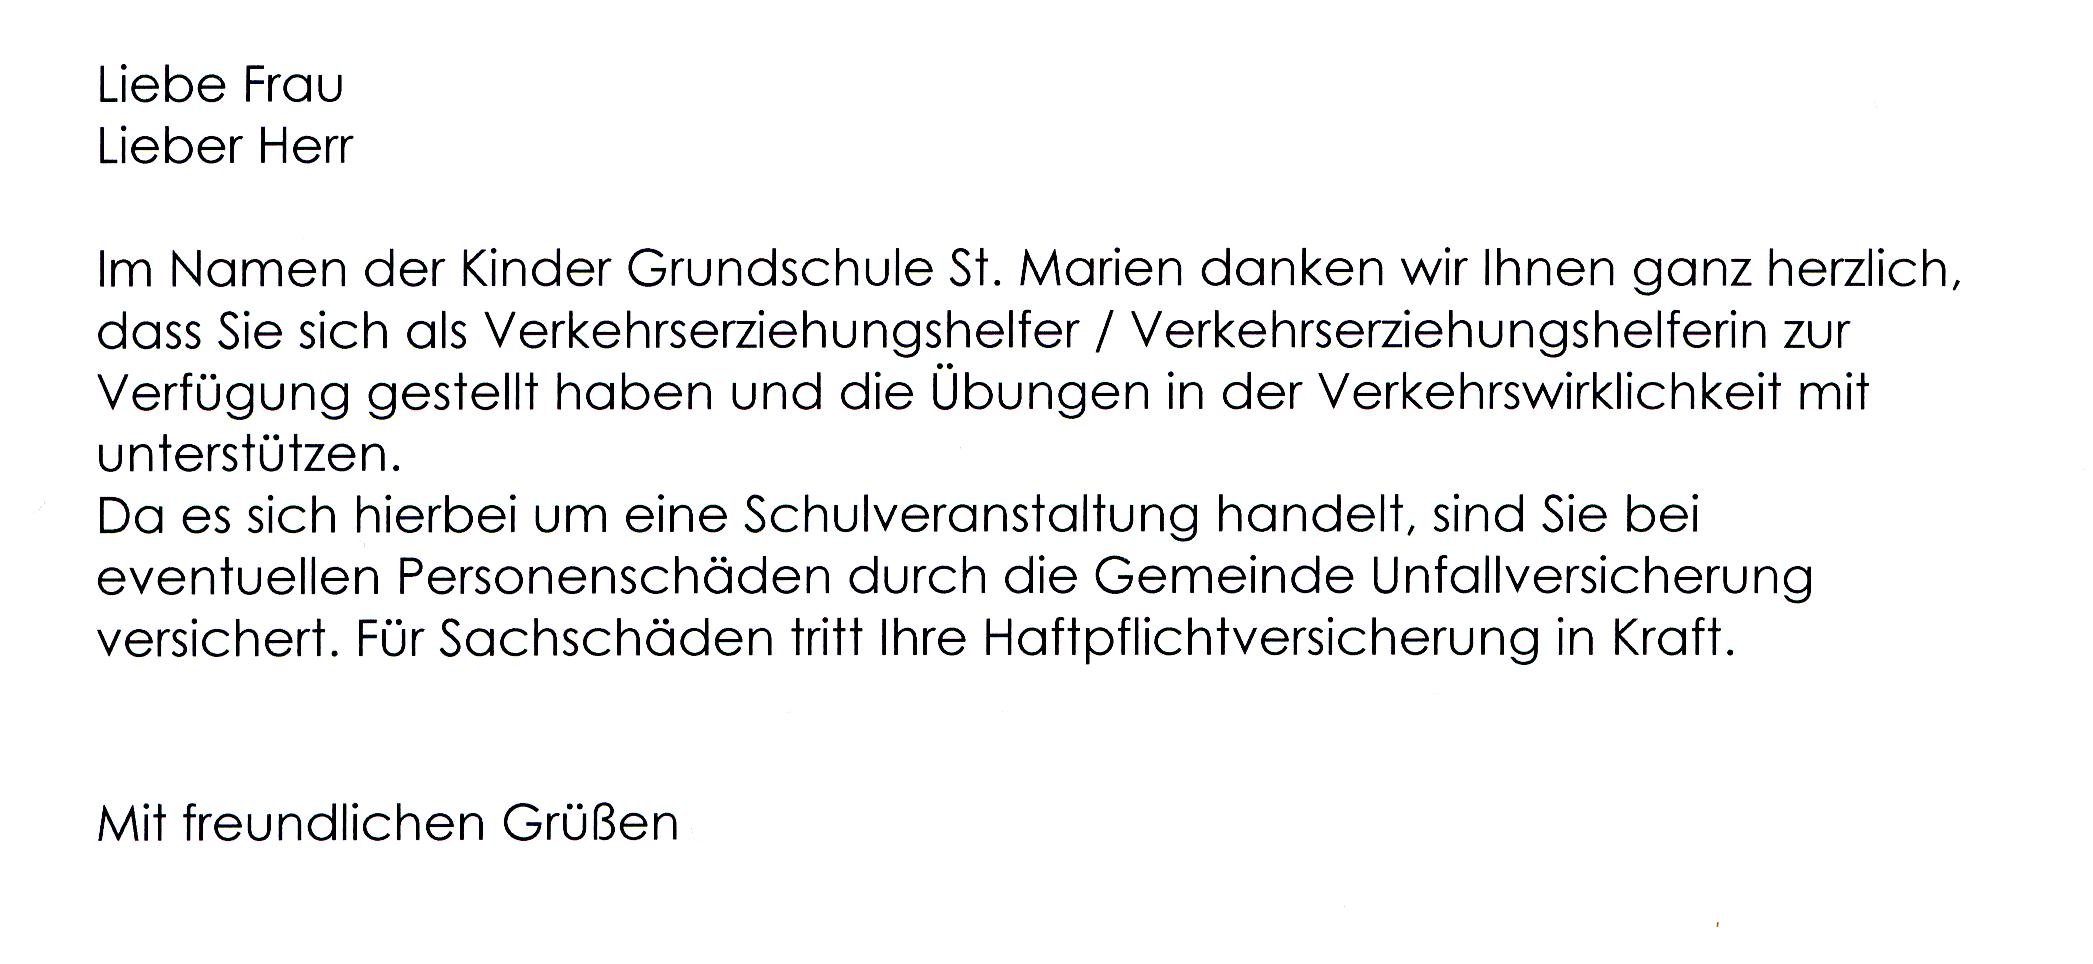 Liebe Frau
Lieber Herr
Im Namen der Kinder Grundschule St. Marien danken wir Ihnen ganz herzlich,
dass Sie sich als Verkehrserziehungshelfer / Verkehrserziehungshelferin zur
Verfügung gestellt haben und die Übungen in der Verkehrswirklichkeit mit
unterstützen.
Da es sich hierbei um eine Schulveranstaltung handelt, sind Sie bei
eventuellen Personenschäden durch die Gemeinde Unfallversicherung
versichert. Für Sachschäden tritt Ihre Haftpflichtversicherung in Kraft.
Mit freundlichen Grüßen